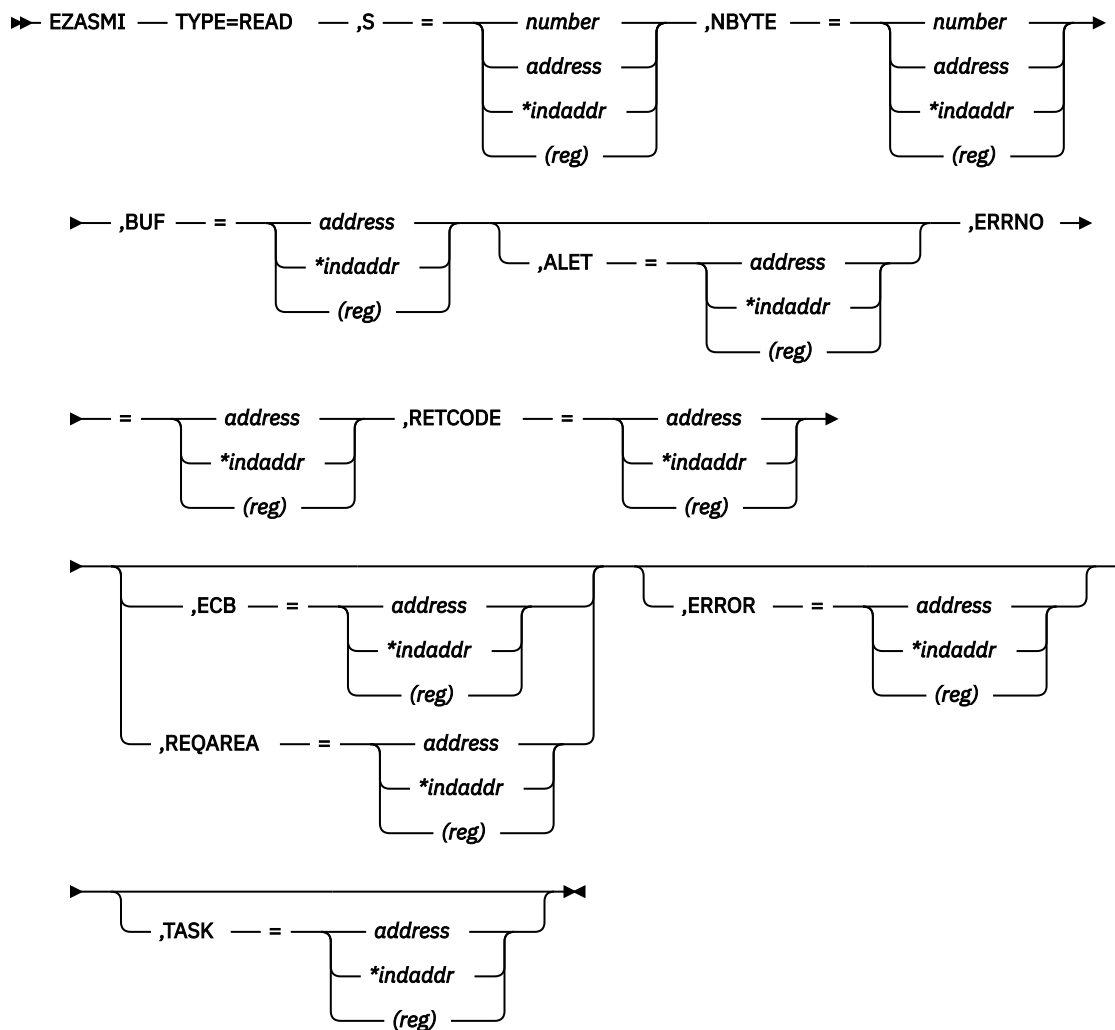 EZASMI TYPE=READ ,S = number ,NBYTE = number
address address
*indaddr *indaddr
(reg) (reg)
,BUF = address ,ERRNO
*indaddr ,ALET = address
(reg) *indaddr
(reg)
= address ,RETCODE = address
*indaddr *indaddr
(reg) (reg)
,ECB = address ,ERROR = address
*indaddr *indaddr
(reg) (reg)
,REQAREA = address
*indaddr
(reg)
,TASK = address
*indaddr
(reg)